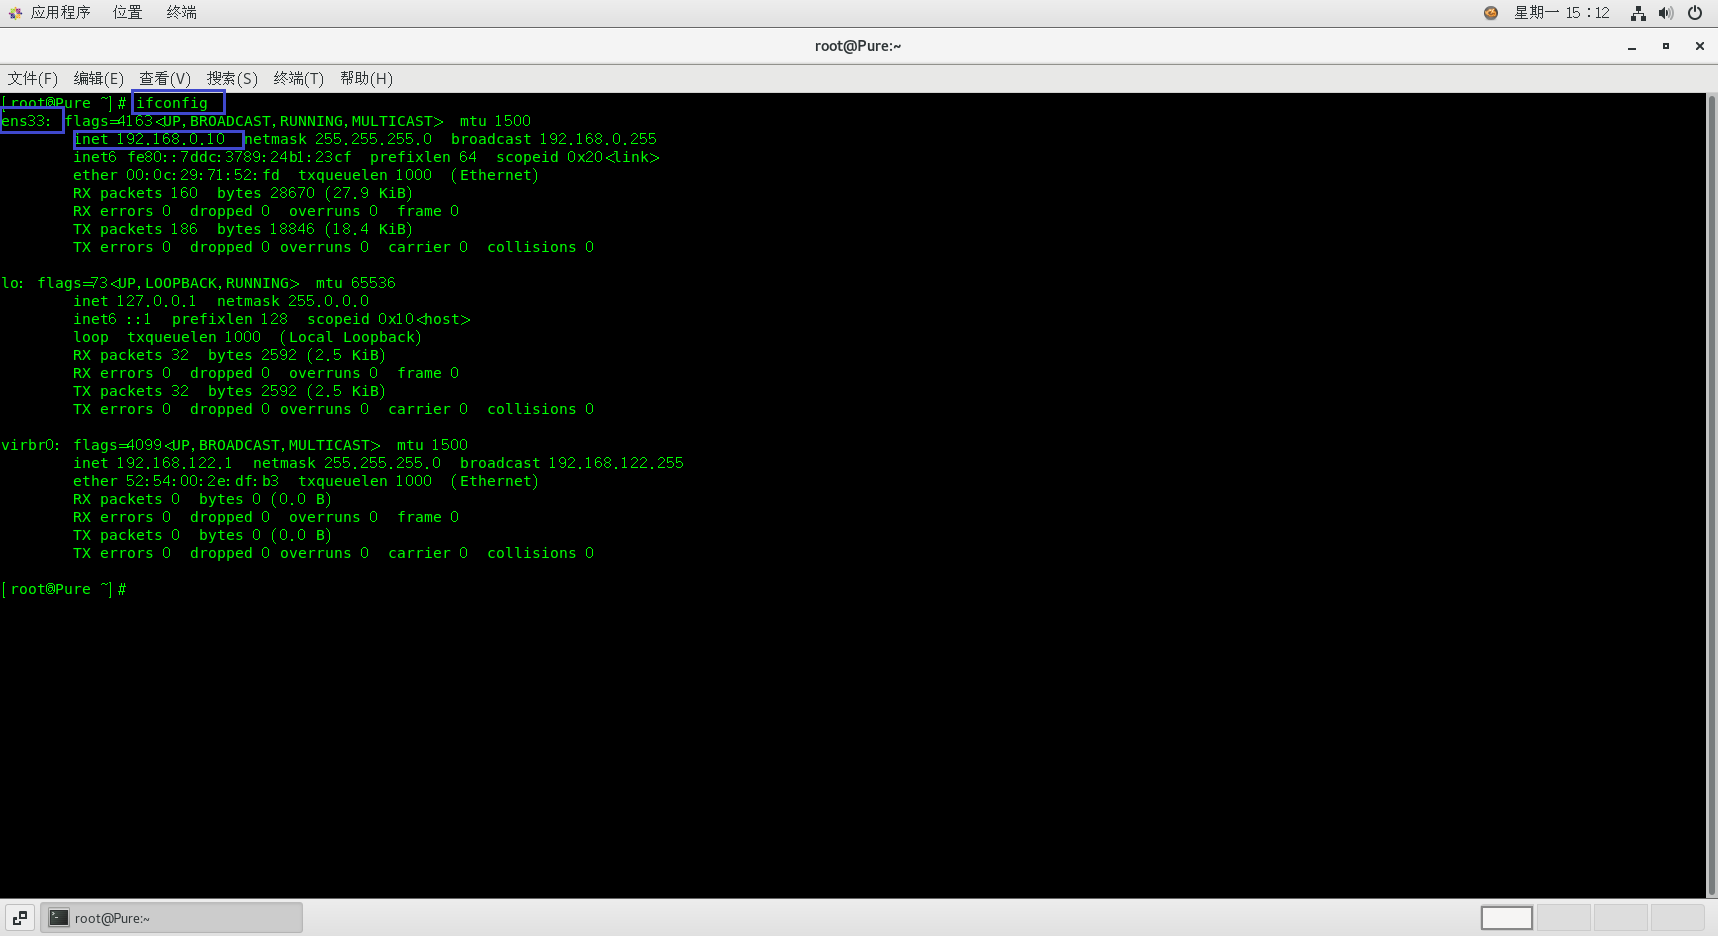 应用程序 位置 终端 星期一 15：12
root@Pure:~
文件(F) 编辑(E) 查看(V) 搜索(S) 终端(T) 帮助(H)
[root@Pure ~]# ifconfig
ens33: flags=4163<UP,BROADCAST,RUNNING,MULTICAST>  mtu 1500
        inet 192.168.0.10  netmask 255.255.255.0  broadcast 192.168.0.255
        inet6 fe80::7ddc:3789:24b1:23cf  prefixlen 64  scopeid 0x20<link>
        ether 00:0c:29:71:52:fd  txqueuelen 1000  (Ethernet)
        RX packets 160  bytes 28670 (27.9 KiB)
        RX errors 0  dropped 0  overruns 0  frame 0
        TX packets 186  bytes 18846 (18.4 KiB)
        TX errors 0  dropped 0 overruns 0  carrier 0  collisions 0
lo: flags=73<UP,LOOPBACK,RUNNING>  mtu 65536
        inet 127.0.0.1  netmask 255.0.0.0
        inet6 ::1  prefixlen 128  scopeid 0x10<host>
        loop  txqueuelen 1000  (Local Loopback)
        RX packets 32  bytes 2592 (2.5 KiB)
        RX errors 0  dropped 0  overruns 0  frame 0
        TX packets 32  bytes 2592 (2.5 KiB)
        TX errors 0  dropped 0 overruns 0  carrier 0  collisions 0
virbr0: flags=4099<UP,BROADCAST,MULTICAST>  mtu 1500
        inet 192.168.122.1  netmask 255.255.255.0  broadcast 192.168.122.255
        ether 52:54:00:2e:df:b3  txqueuelen 1000  (Ethernet)
        RX packets 0  bytes 0 (0.0 B)
        RX errors 0  dropped 0  overruns 0  frame 0
        TX packets 0  bytes 0 (0.0 B)
        TX errors 0  dropped 0 overruns 0  carrier 0  collisions 0
[root@Pure ~]#
root@Pure:~